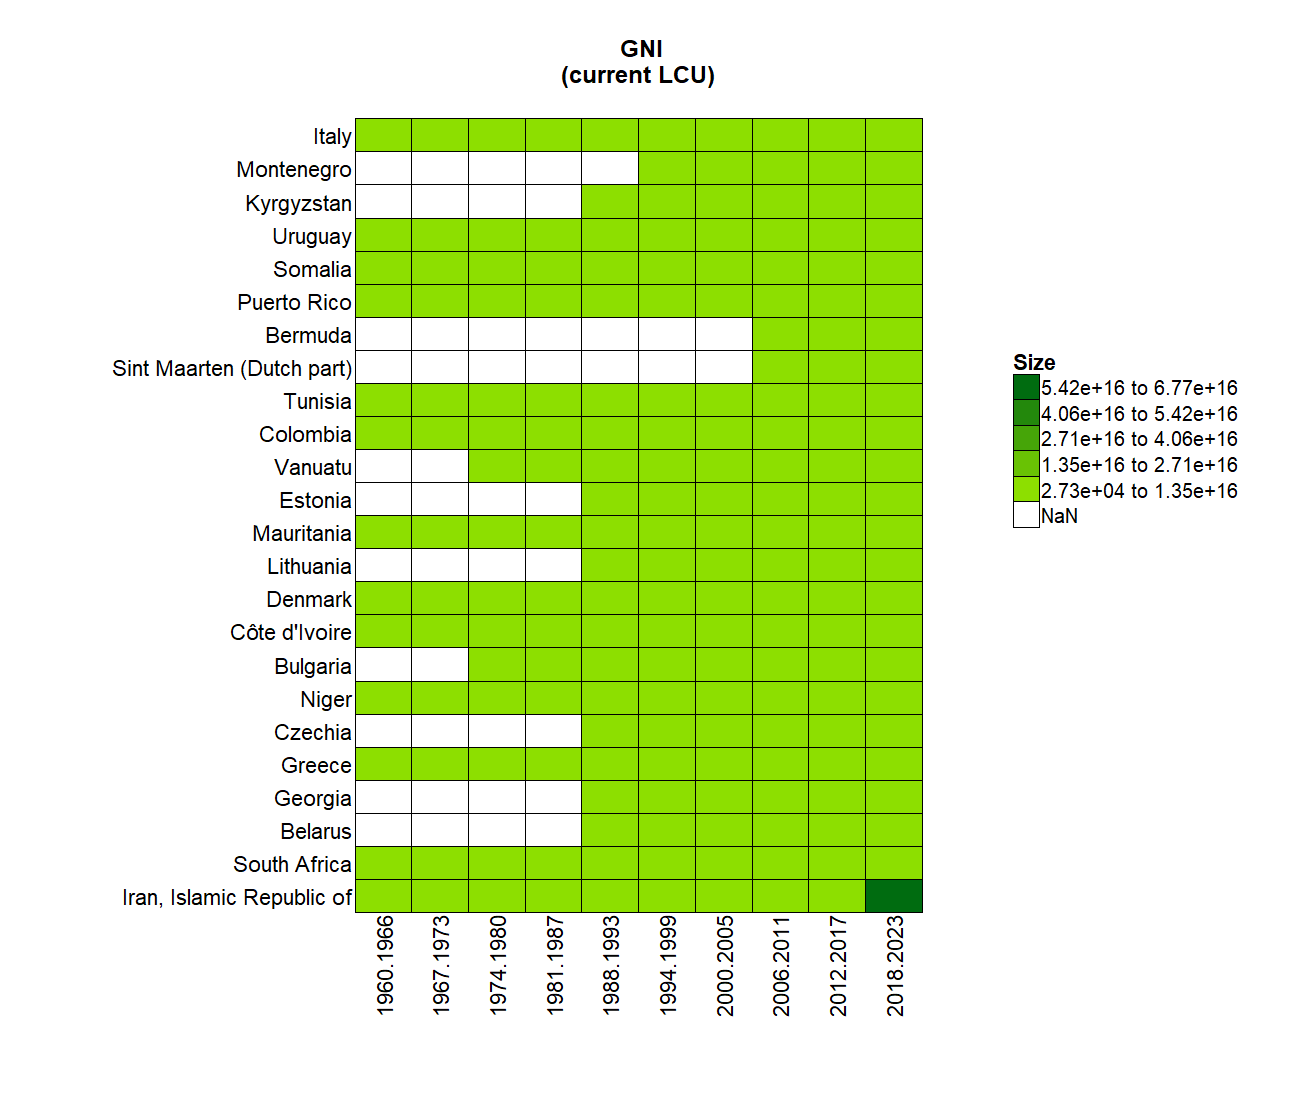 GNI
(current LCU)
Italy
Montenegro
Kyrgyzstan
Uruguay
Somalia
Puerto Rico
Bermuda
Sint Maarten (Dutch part)
Tunisia
Colombia
Vanuatu
Estonia
Mauritania
Lithuania
Denmark
Côte d'Ivoire
Bulgaria
Niger
Czechia
Greece
Georgia
Belarus
South Africa
Iran, Islamic Republic of
1960.1966
1967.1973
1974.1980
1981.1987
1988.1993
1994.1999
2000.2005
2006.2011
2012.2017
2018.2023
Size
5.42e+16 to 6.77e+16
4.06e+16 to 5.42e+16
2.71e+16 to 4.06e+16
1.35e+16 to 2.71e+16
2.73e+04 to 1.35e+16
NaN